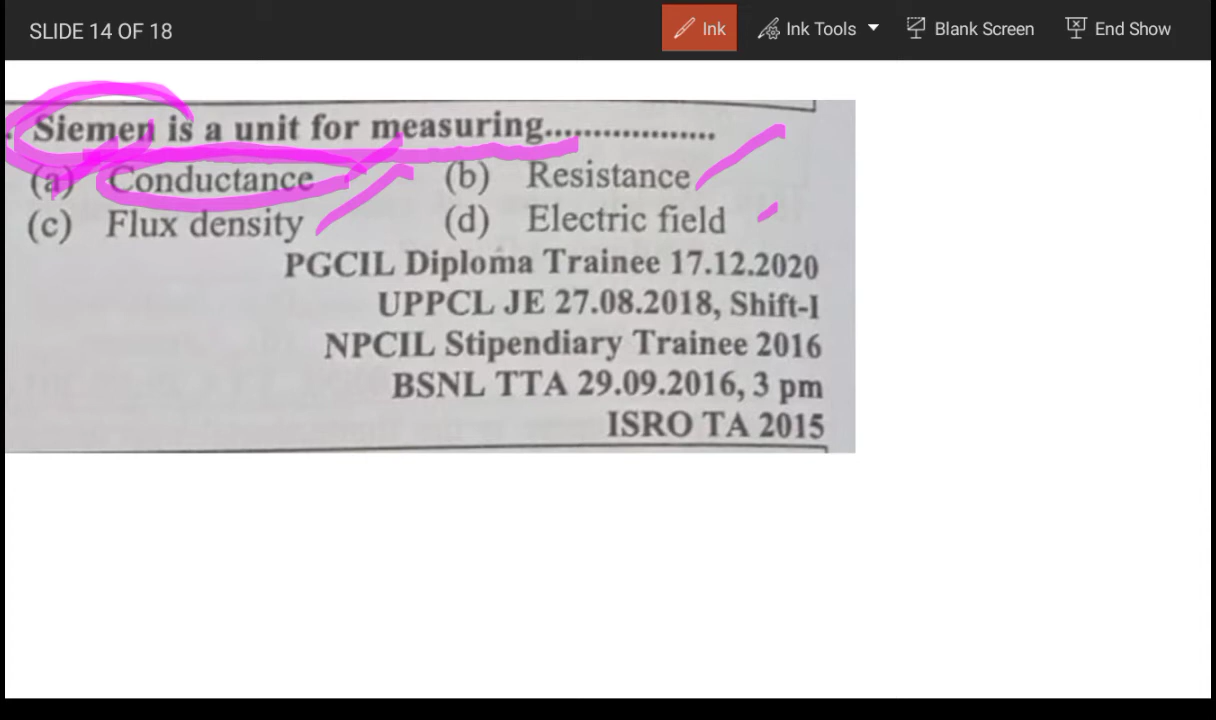 SLIDE 14 OF 18
Ink
Ink Tools
Blank Screen
End Show
. Siemen is a unit for measuring..................
(a) Conductance (b) Resistance
(c) Flux density (d) Electric field
PGCIL Diploma Trainee 17.12.2020
UPPCL JE 27.08.2018, Shift-I
NPCIL Stipendiary Trainee 2016
BSNL TTA 29.09.2016, 3 pm
ISRO TA 2015